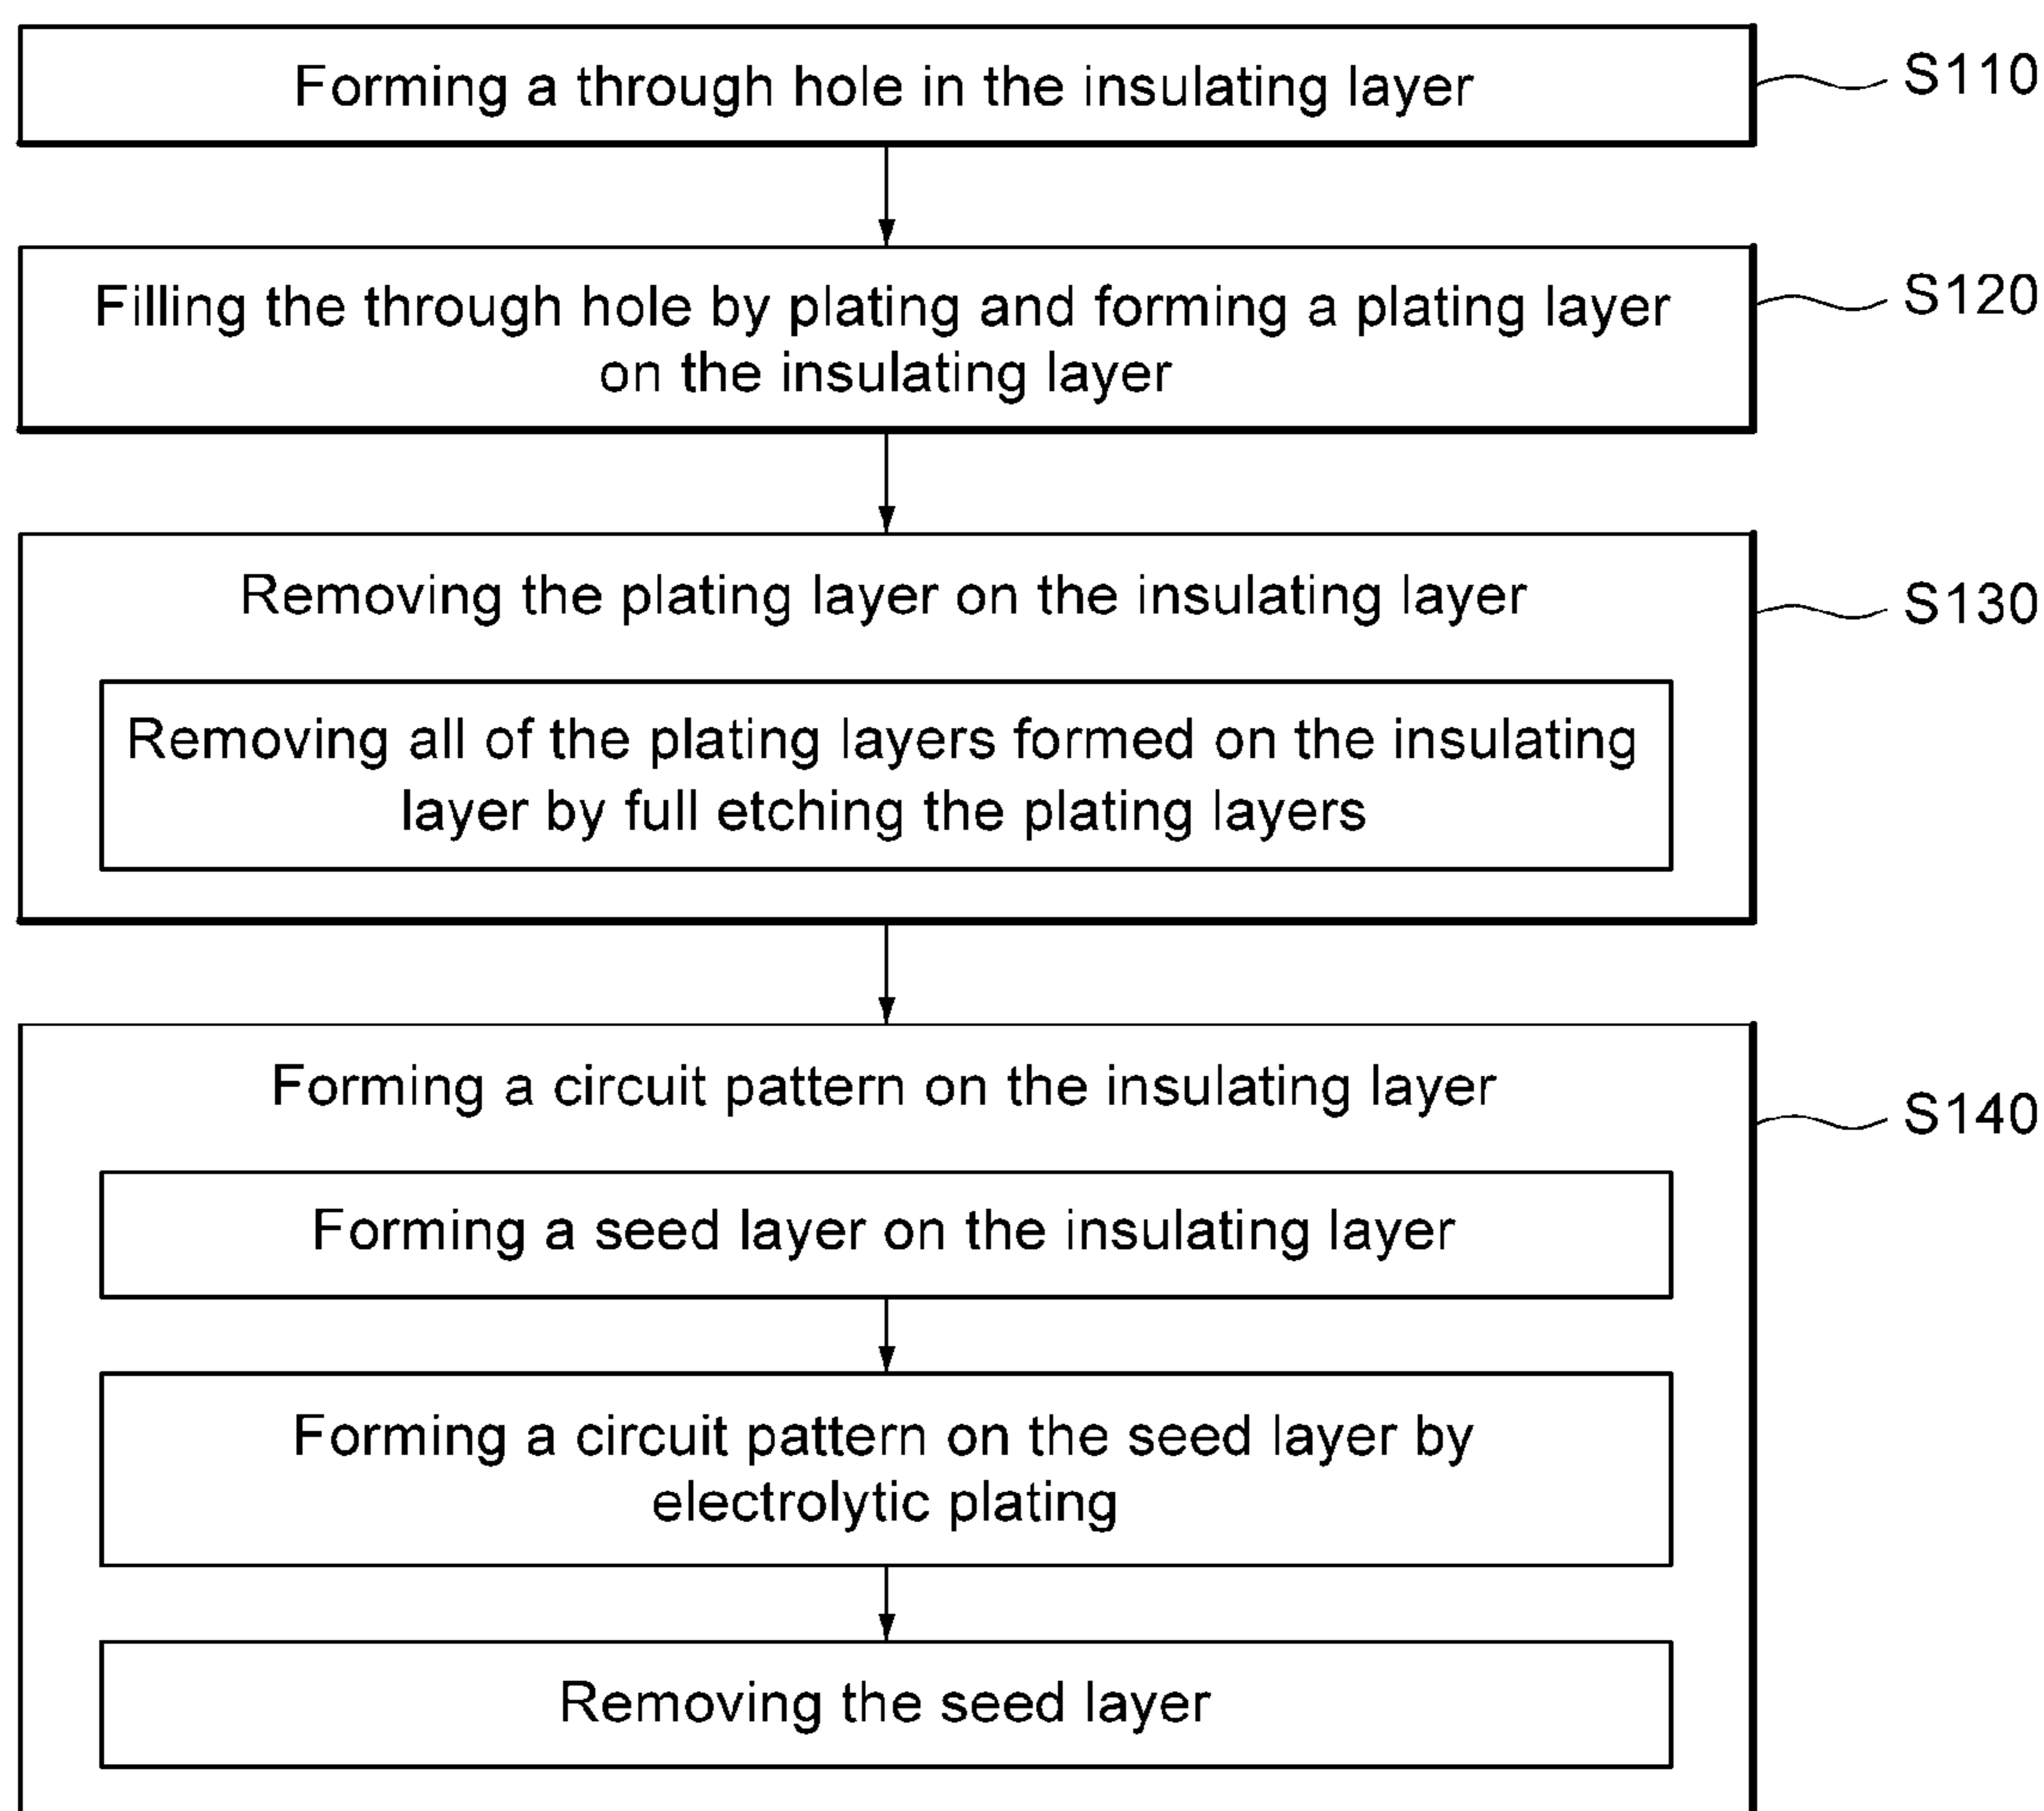 Forming a through hole in the insulating layer
S110
Filling the through hole by plating and forming a plating layer
on the insulating layer
S120
Removing the plating layer on the insulating layer
S130
Removing all of the plating layers formed on the insulating
layer by full etching the plating layers
Forming a circuit pattern on the insulating layer
S140
Forming a seed layer on the insulating layer
Forming a circuit pattern on the seed layer by
electrolytic plating
Removing the seed layer